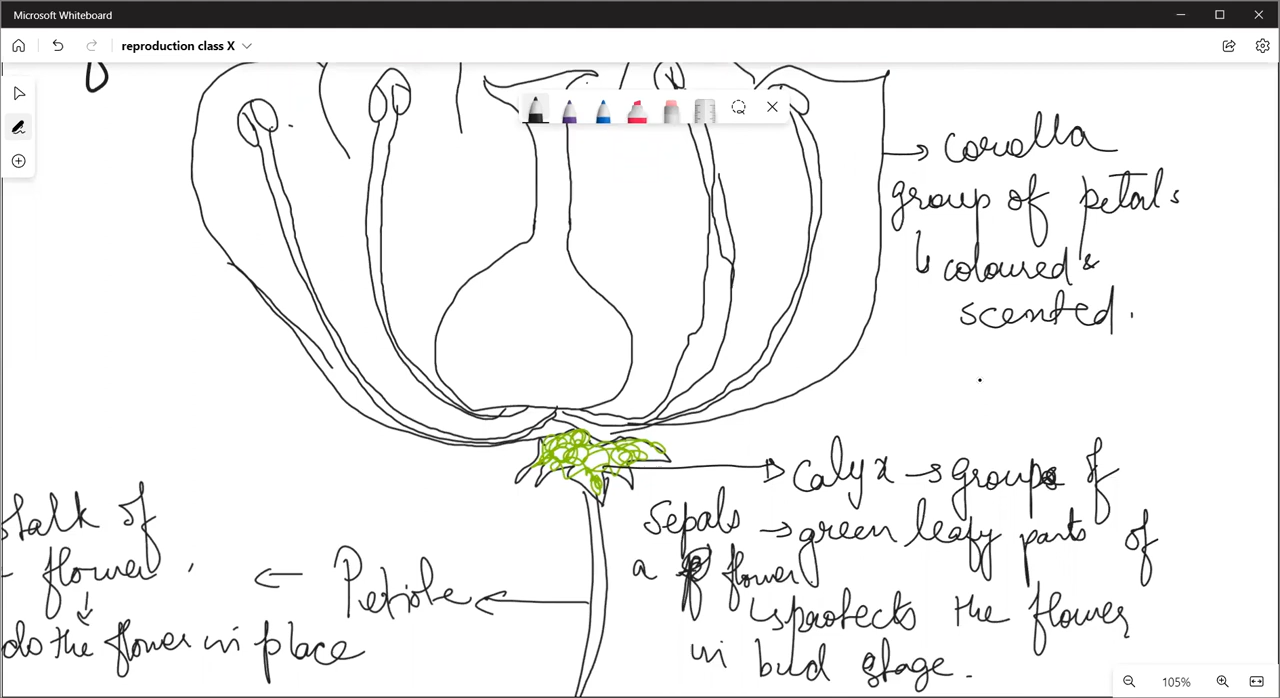 Microsoft Whiteboard
reproduction class X
→ corolla
group of petals
↳ coloured &
scented.
→ calyx → groups of
Sepals → green leafy parts of
a flower
↳ protects the flower
in bud stage.
← Petiole ←
stalk of
flower
↓
the flower in place
105%